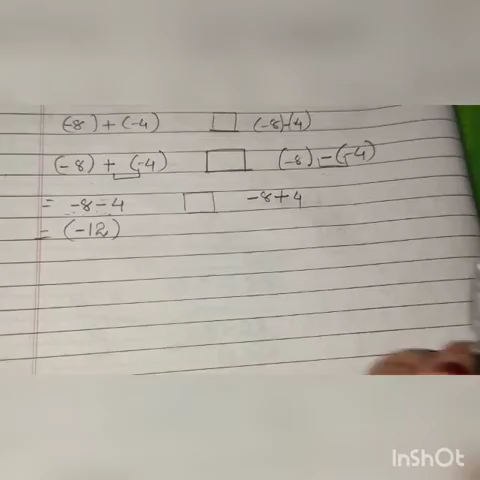 (-8) + (-4) □ (-8)-(4)
(-8) + (-4) □ (-8) - (-4)
= -8-4 □ -8+4
= (-12)
InShOt